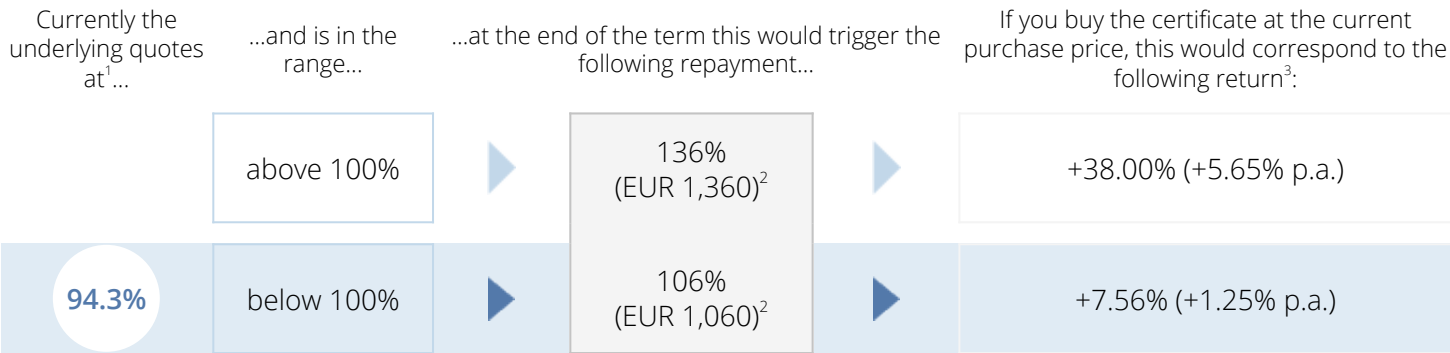 Currently the
underlying quotes
at¹...
...and is in the
range...
...at the end of the term this would trigger the
following repayment...
If you buy the certificate at the current
purchase price, this would correspond to the
following return³:
above 100%
136%
(EUR 1,360)²
+38.00% (+5.65% p.a.)
94.3%
below 100%
106%
(EUR 1,060)²
+7.56% (+1.25% p.a.)